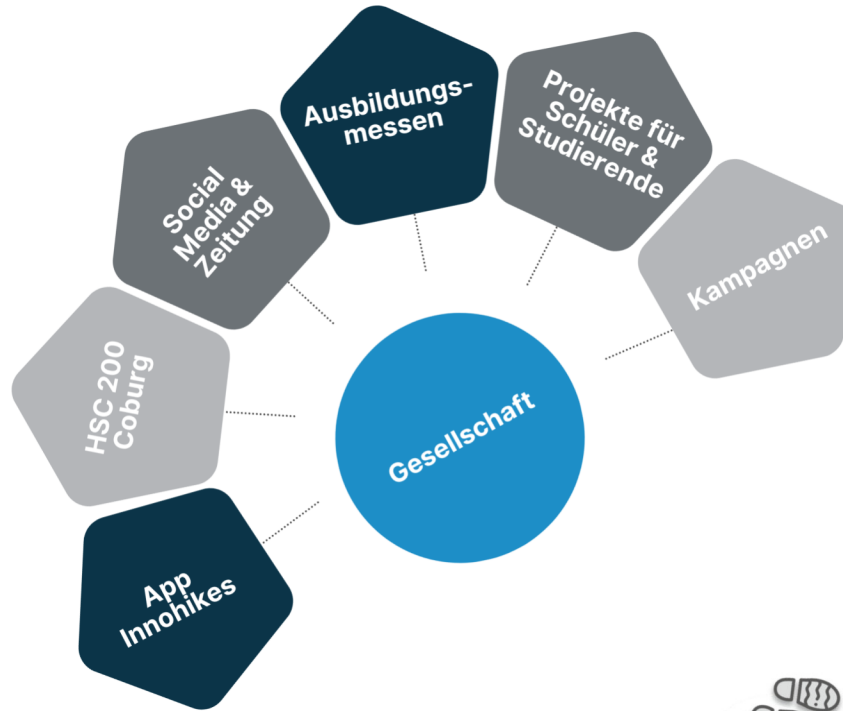 Ausbildungs-
messen
Projekte für
Schüler &
Studierende
Social
Media &
Zeitung
Kampagnen
HSC 200
Coburg
Gesellschaft
App
Innohikes